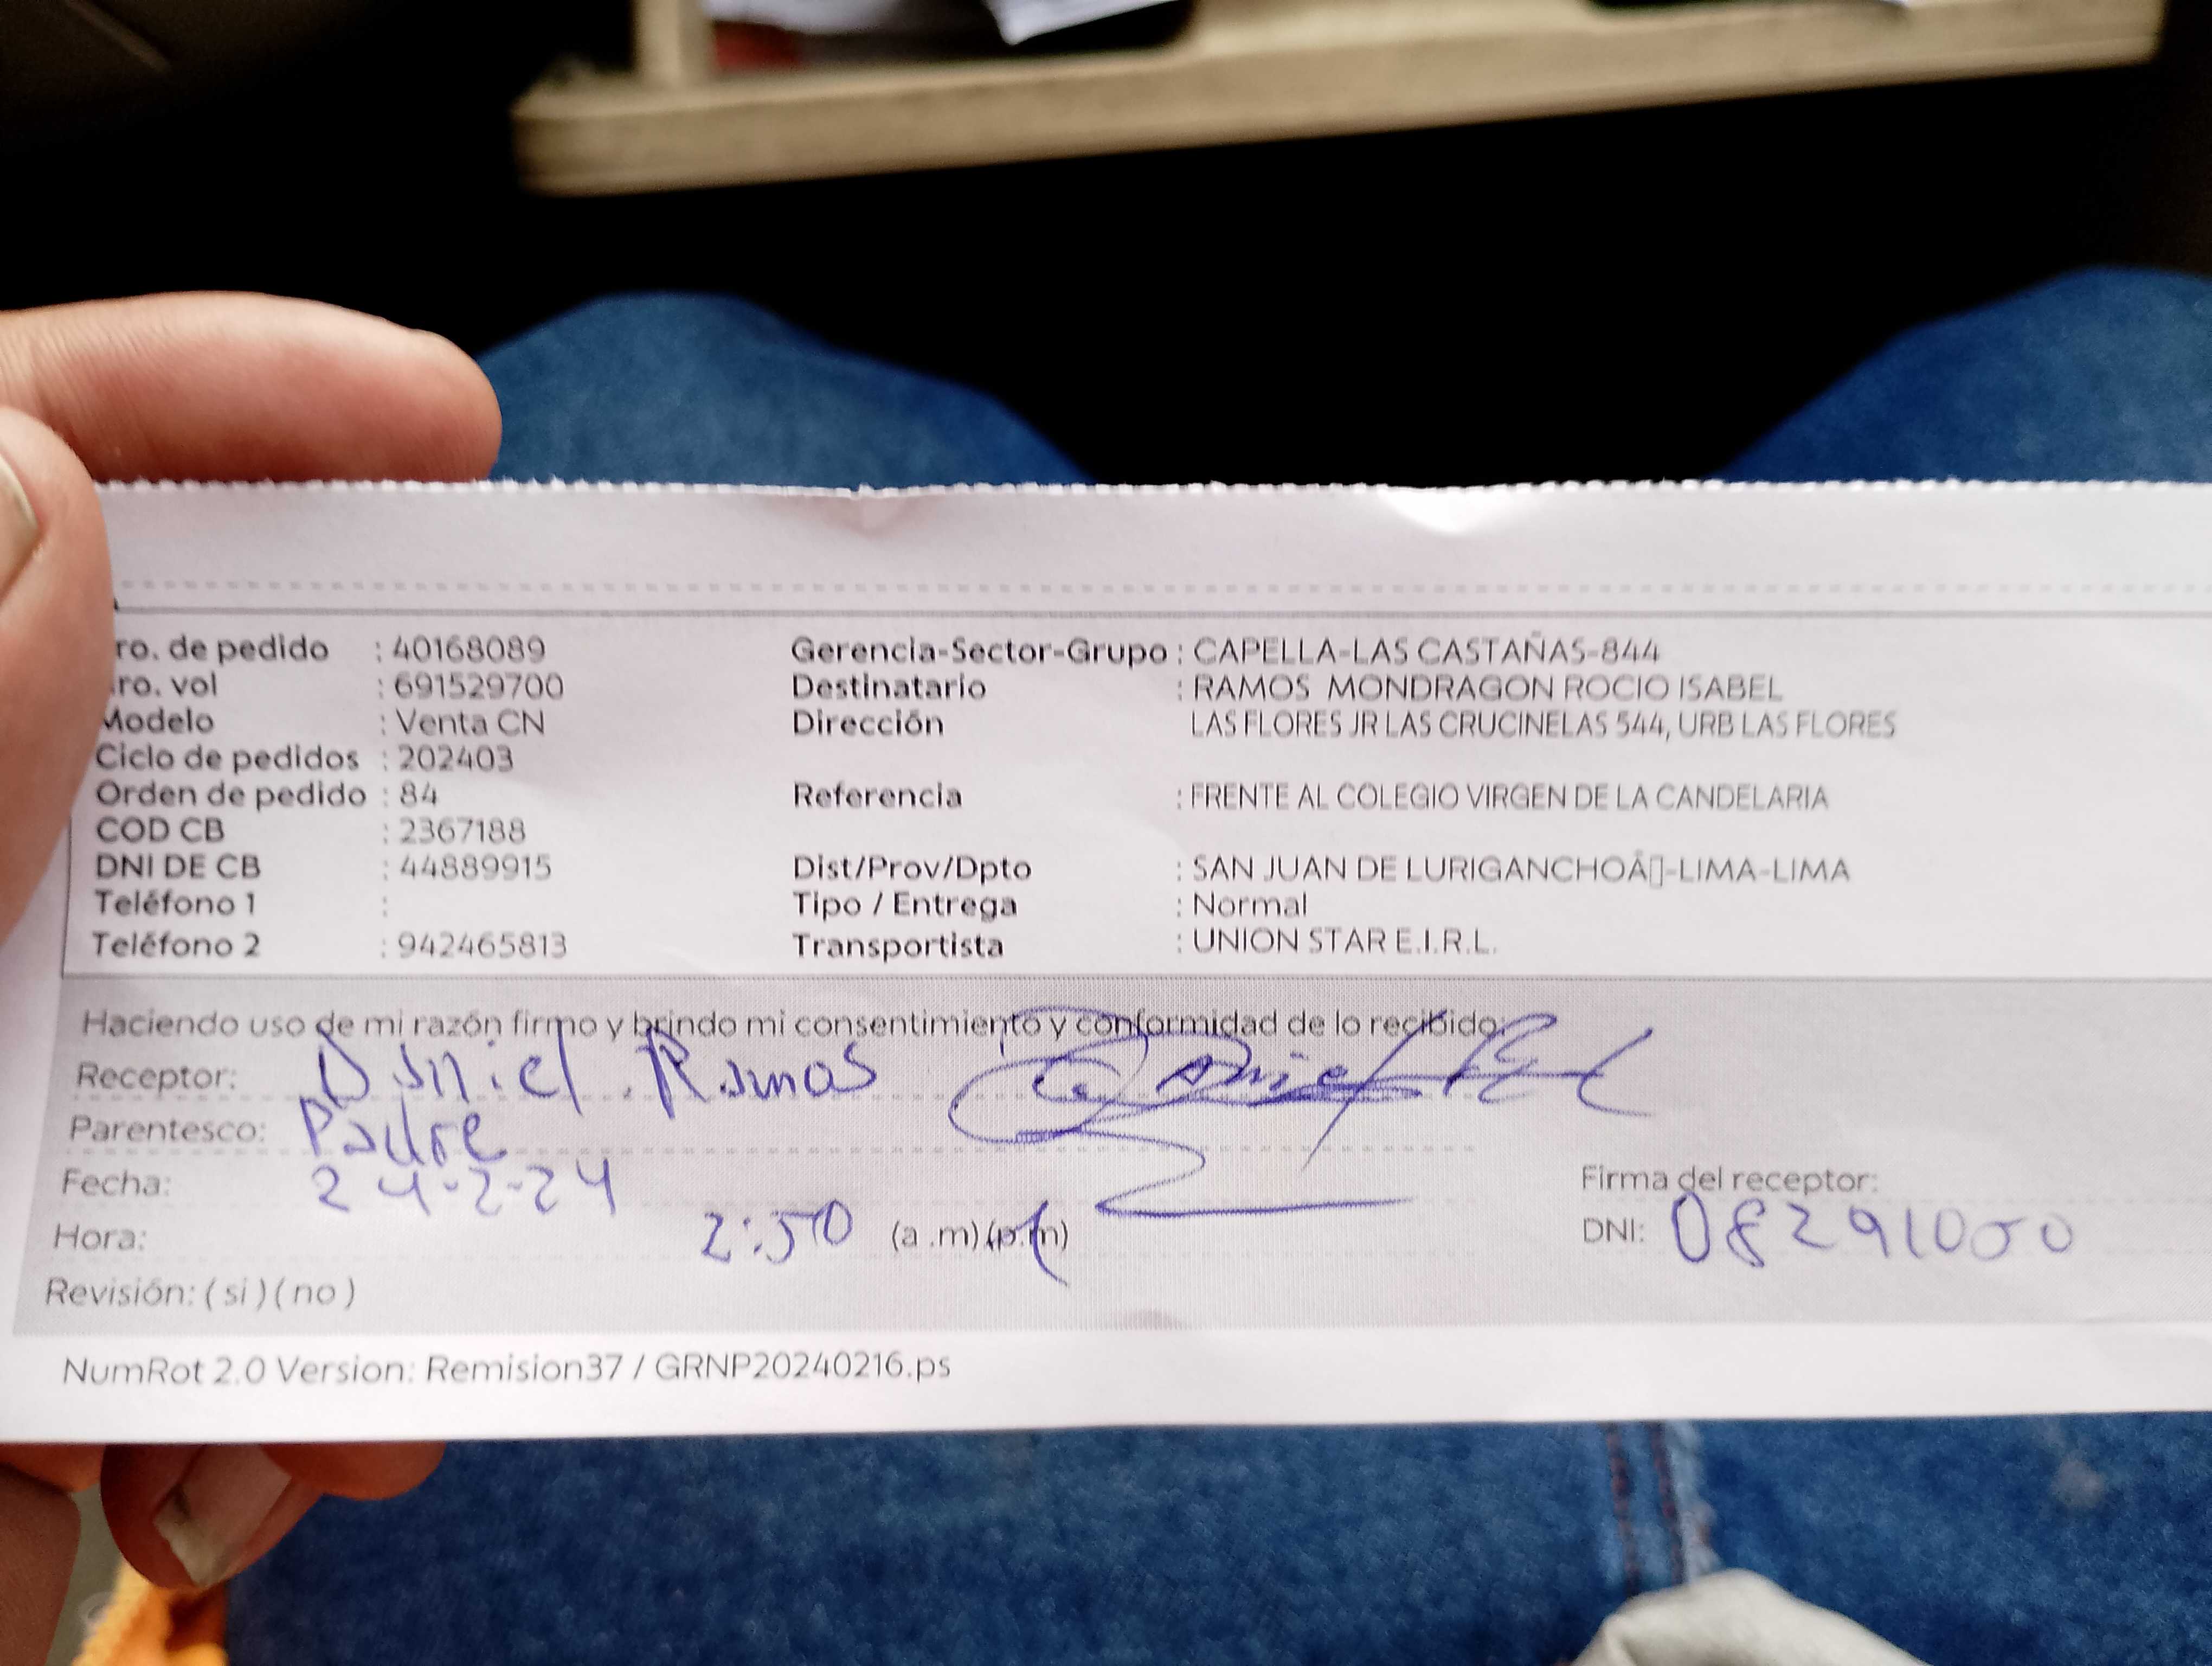 ro. de pedido : 40168089 Gerencia-Sector-Grupo : CAPELLA-LAS CASTAÑAS-844
ro. vol : 691529700 Destinatario : RAMOS MONDRAGON ROCIO ISABEL
Modelo : Venta CN Dirección LAS FLORES JR LAS CRUCINELAS 544, URB LAS FLORES
Ciclo de pedidos : 202403
Orden de pedido : 84 Referencia : FRENTE AL COLEGIO VIRGEN DE LA CANDELARIA
COD CB : 2367188
DNI DE CB : 44889915 Dist/Prov/Dpto : SAN JUAN DE LURIGANCHOÂ▯-LIMA-LIMA
Teléfono 1 : Tipo / Entrega : Normal
Teléfono 2 : 942465813 Transportista : UNION STAR E.I.R.L.
Haciendo uso de mi razón firmo y brindo mi consentimiento y conformidad de lo recibido:
Receptor: Daniel Ramos
Parentesco: Padre
Fecha: 24-2-24 Firma del receptor:
Hora: 2:50 (a .m) (p.m) DNI: 08291050
Revisión: ( si ) ( no )
NumRot 2.0 Version: Remision37 / GRNP20240216.ps